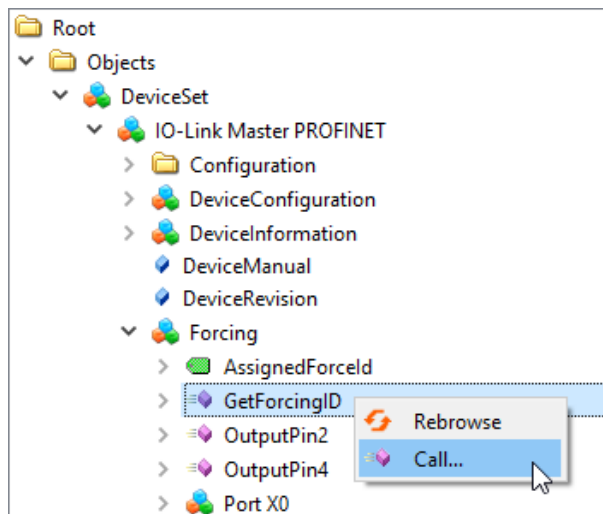 Root
Objects
DeviceSet
IO-Link Master PROFINET
Configuration
DeviceConfiguration
DeviceInformation
DeviceManual
DeviceRevision
Forcing
AssignedForceId
GetForcingID
Rebrowse
OutputPin2
Call...
OutputPin4
Port X0